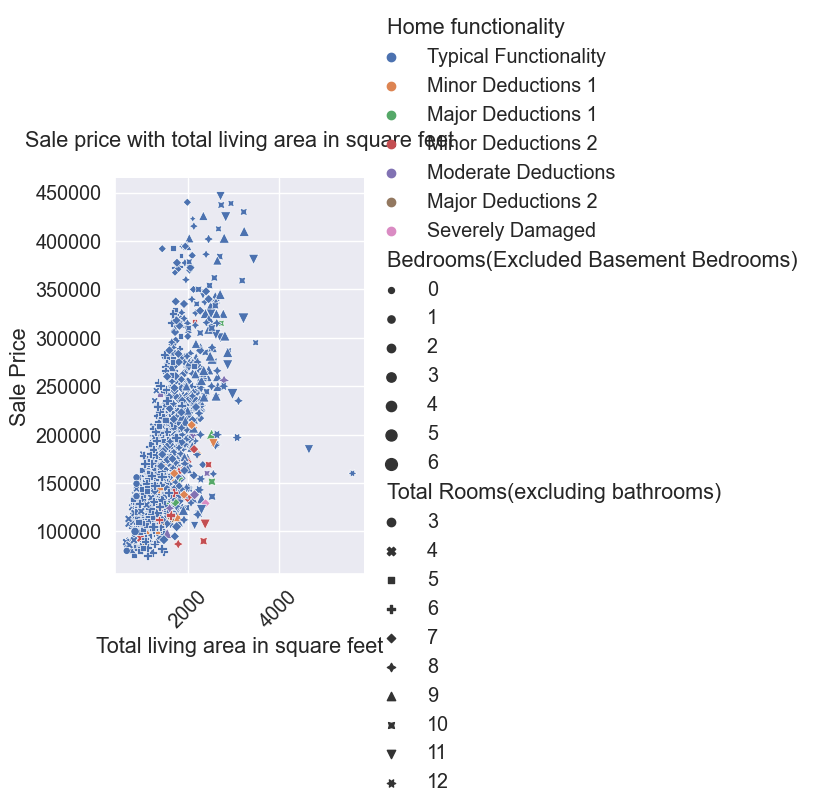 Sale price with total living area in square feet
450000
400000
350000
300000
250000
200000
150000
100000
Sale Price
2000
4000
Total living area in square feet
Home functionality
Typical Functionality
Minor Deductions 1
Major Deductions 1
Minor Deductions 2
Moderate Deductions
Major Deductions 2
Severely Damaged
Bedrooms(Excluded Basement Bedrooms)
0
1
2
3
4
5
6
Total Rooms(excluding bathrooms)
3
4
5
6
7
8
9
10
11
12